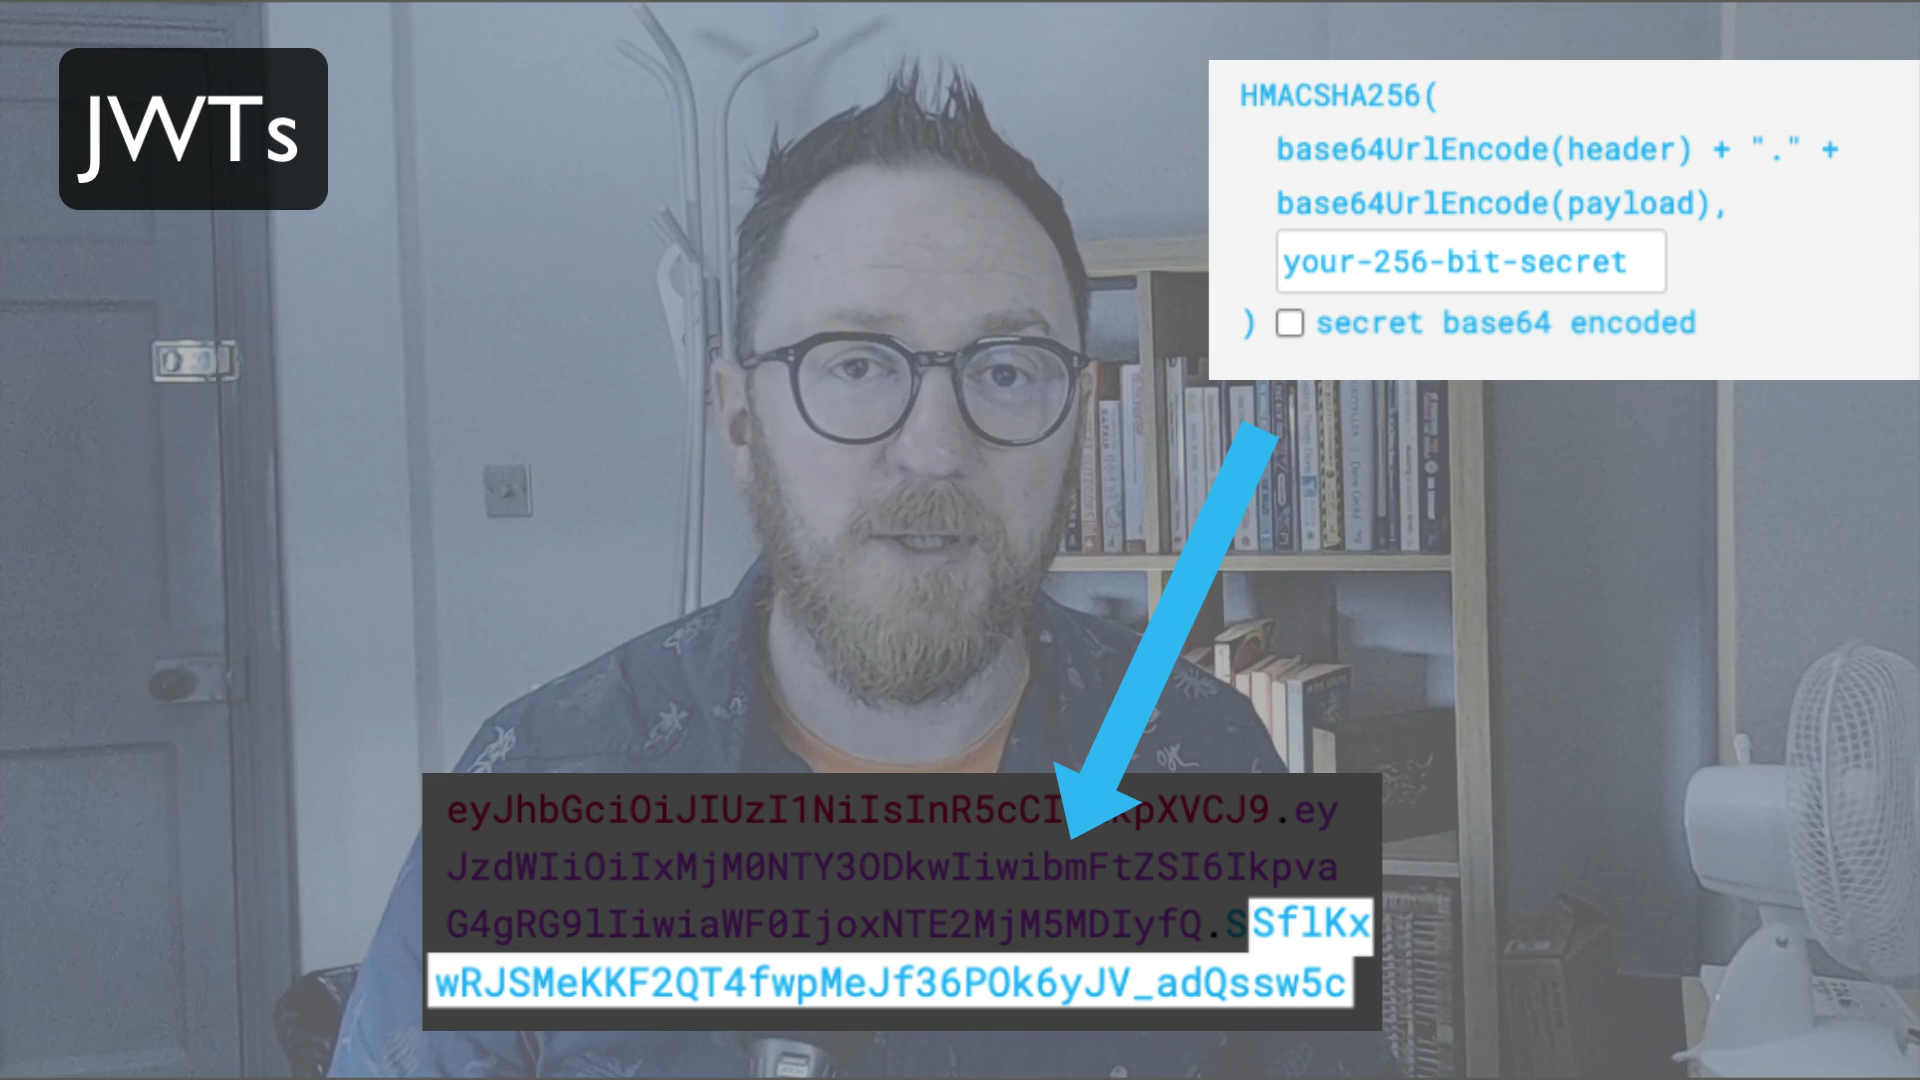 JWTs
HMACSHA256(
base64UrlEncode(header) + "." +
base64UrlEncode(payload),
your-256-bit-secret
) secret base64 encoded
eyJhbGciOiJIUzI1NiIsInR5cCI kpXVCJ9.ey
JzdWIiOiIxMjM0NTY3ODkwIiwibmFtZSI6Ikpva
G4gRG9lIiwiaWF0IjoxNTE2MjM5MDIyfQ.SSflKx
wRJSMeKKF2QT4fwpMeJf36POk6yJV_adQssw5c